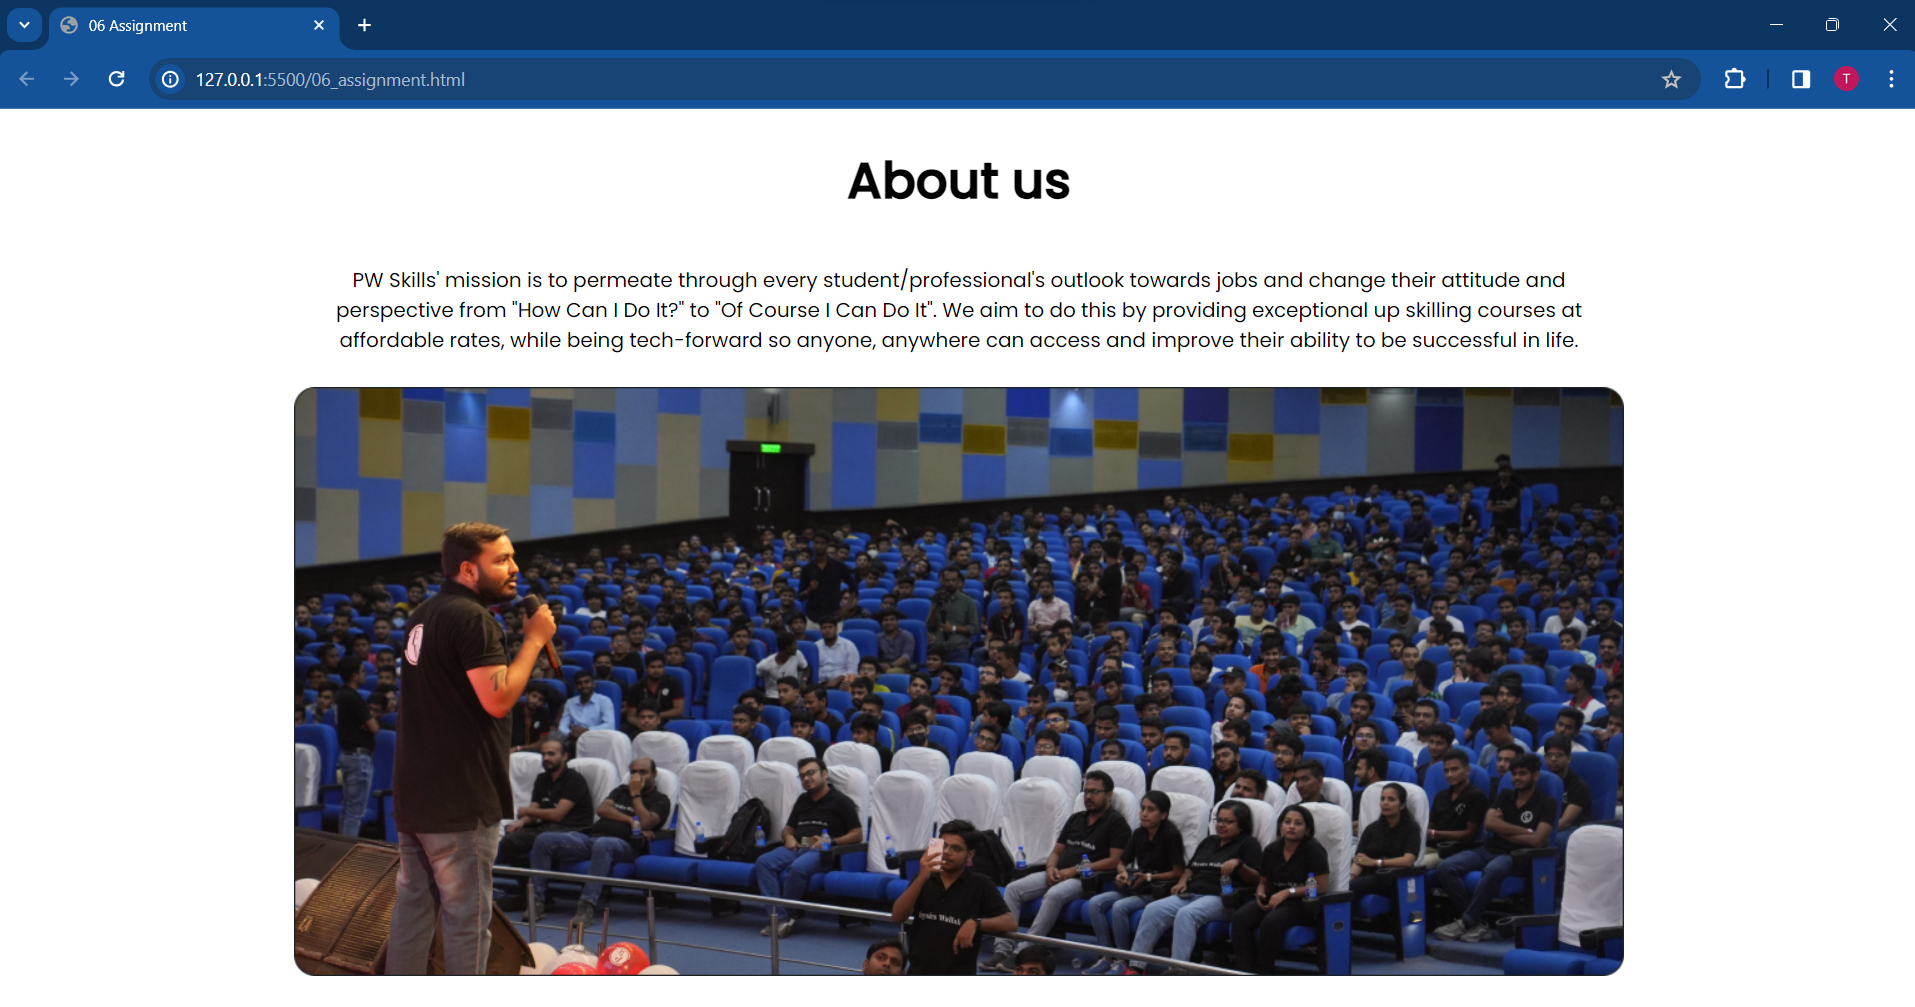 06 Assignment
127.0.0.1:5500/06_assignment.html
T
About us
PW Skills' mission is to permeate through every student/professional's outlook towards jobs and change their attitude and
perspective from "How Can I Do It?" to "Of Course I Can Do It". We aim to do this by providing exceptional up skilling courses at
affordable rates, while being tech-forward so anyone, anywhere can access and improve their ability to be successful in life.